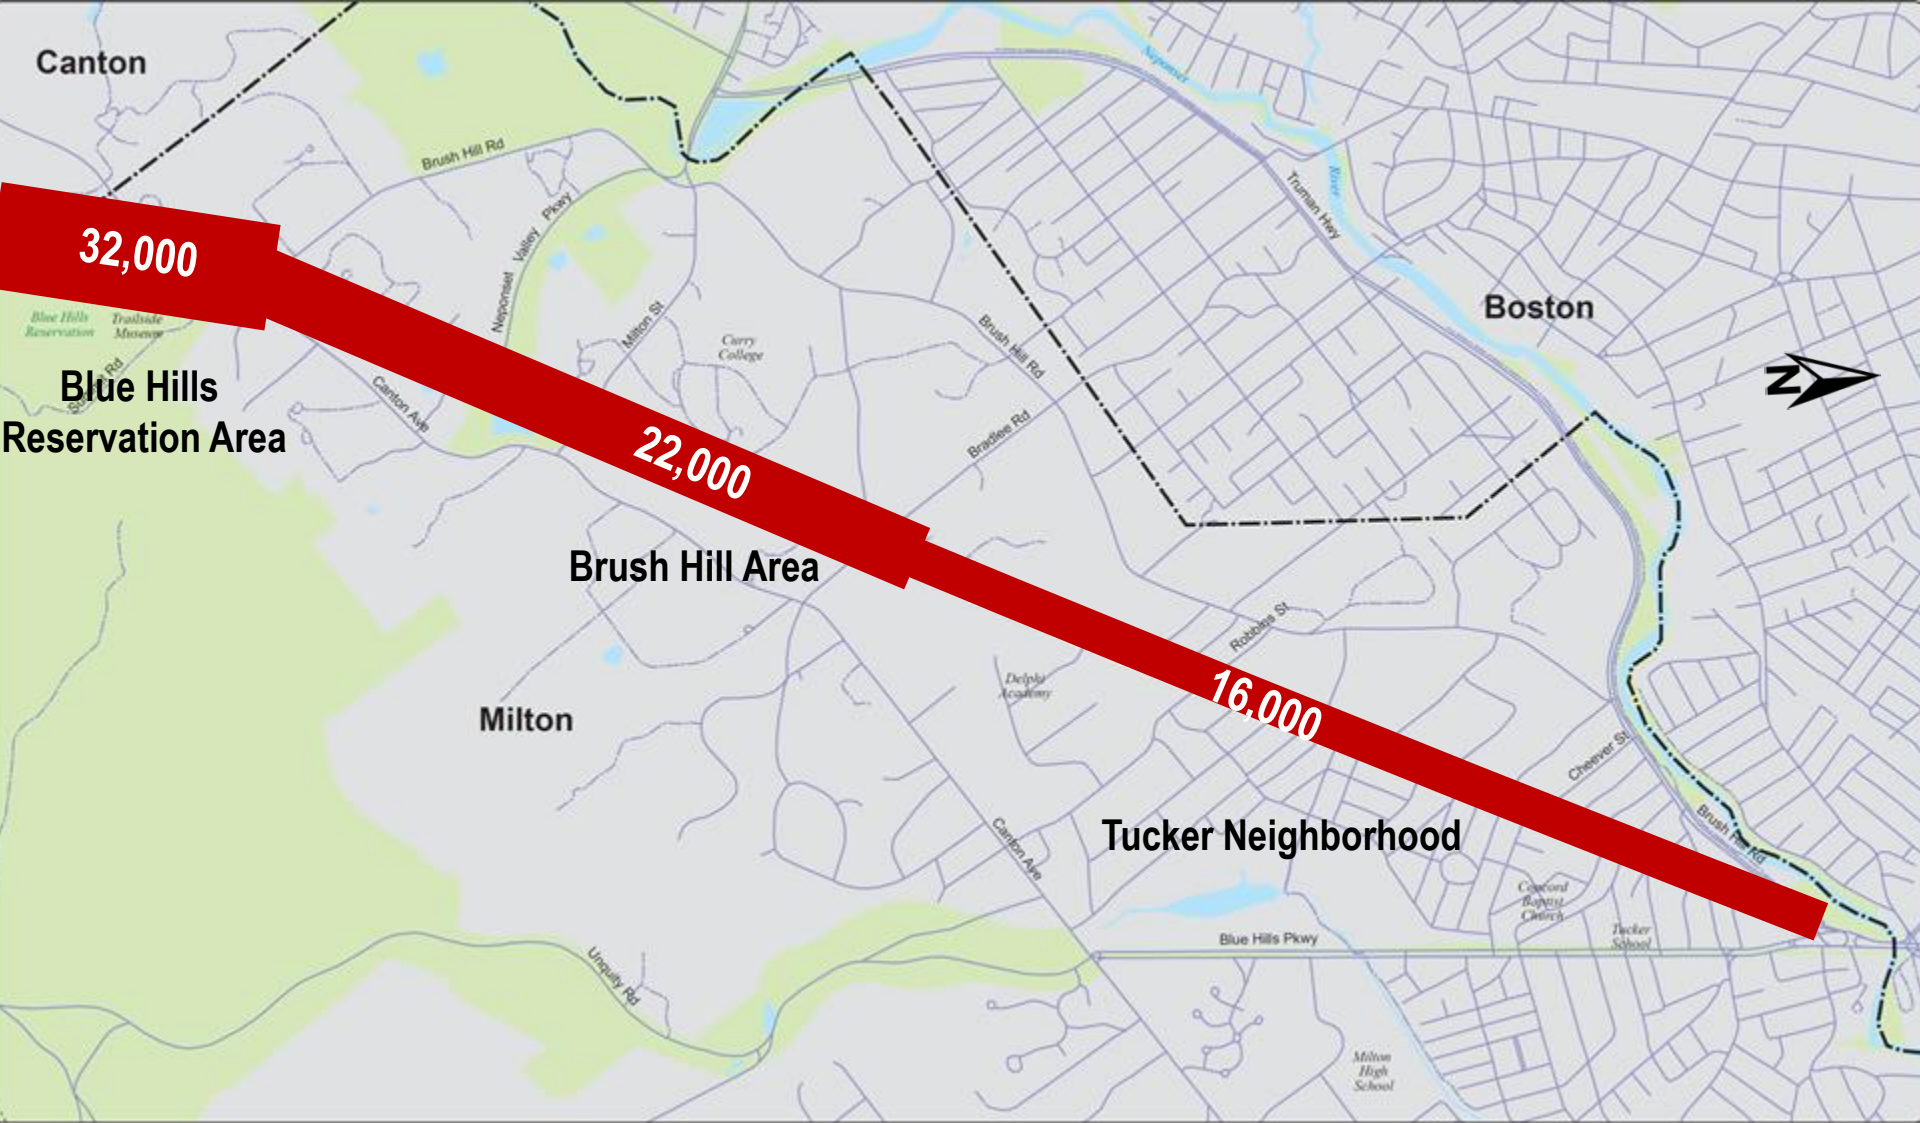 Canton
Neponset
River
Brush Hill Rd
Pkwy
Valley
Neponset
Truman Hwy
32,000
Boston
N
Blue Hills
Reservation
Trailside
Museum
Milton St
Curry
College
Brush Hill Rd
Blue Hills
Reservation Area
Canton Ave
Bradlee Rd
22,000
Brush Hill Area
Robbins St
Delphi
Academy
16,000
Milton
Cheever St
Tucker Neighborhood
Canton Ave
Brush Hill Rd
Concord
Baptist
Church
Tucker
School
Blue Hills Pkwy
Unquity Rd
Milton
High
School